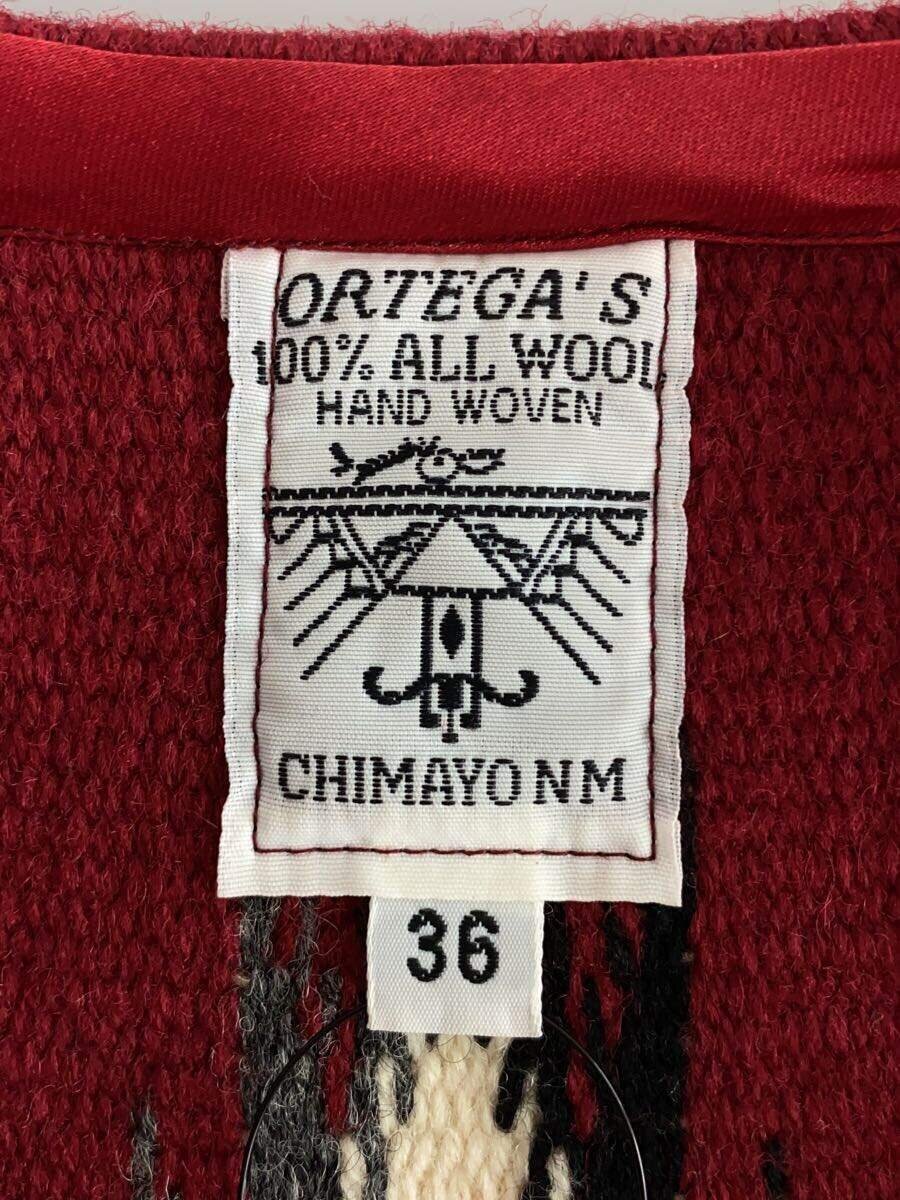 ORTEGA'S
100% ALL WOOL
HAND WOVEN
CHIMAYO NM
36